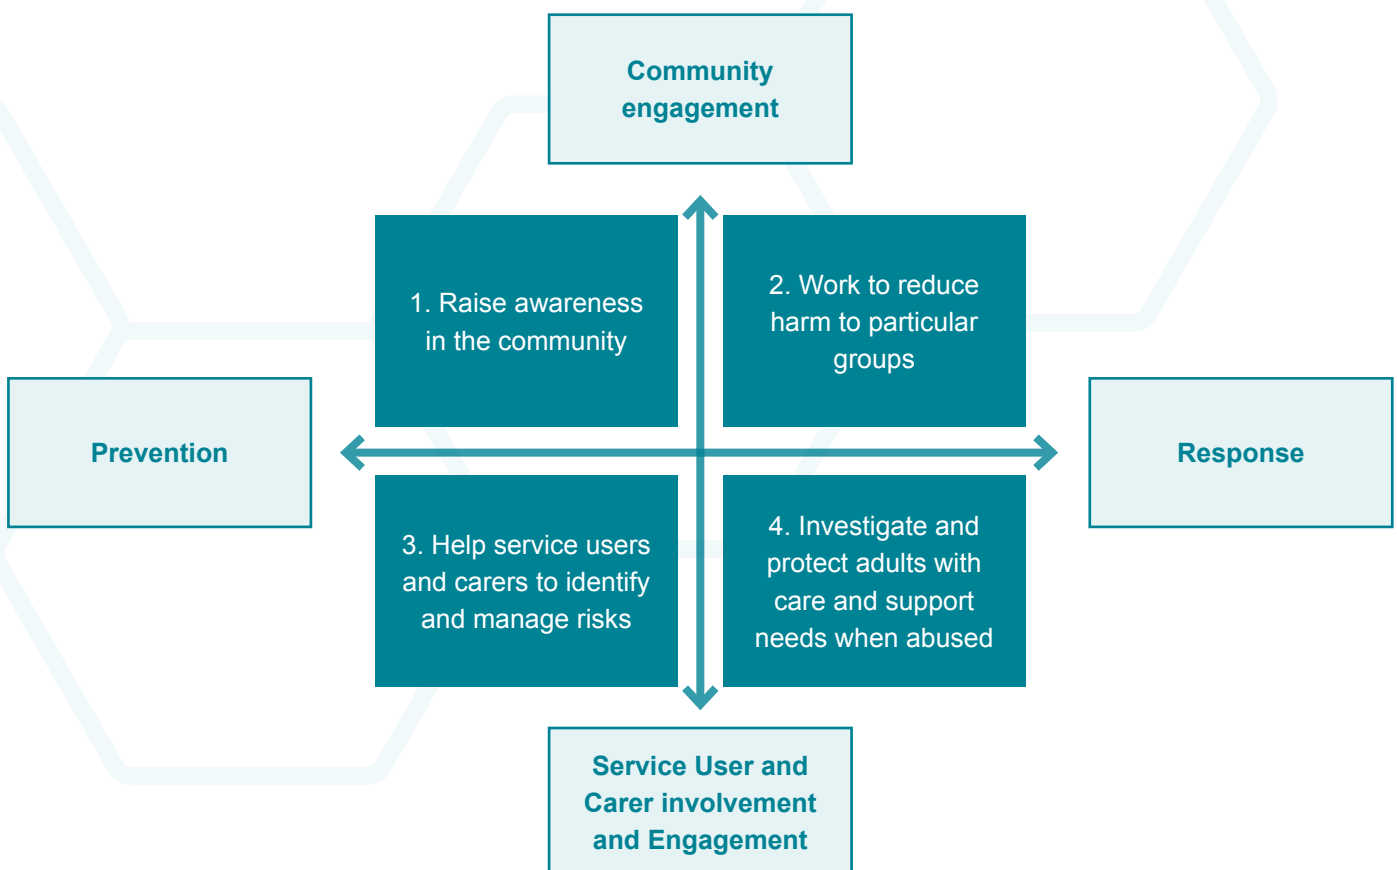 Community
engagement
1. Raise awareness
in the community
2. Work to reduce
harm to particular
groups
Prevention
Response
3. Help service users
and carers to identify
and manage risks
4. Investigate and
protect adults with
care and support
needs when abused
Service User and
Carer involvement
and Engagement